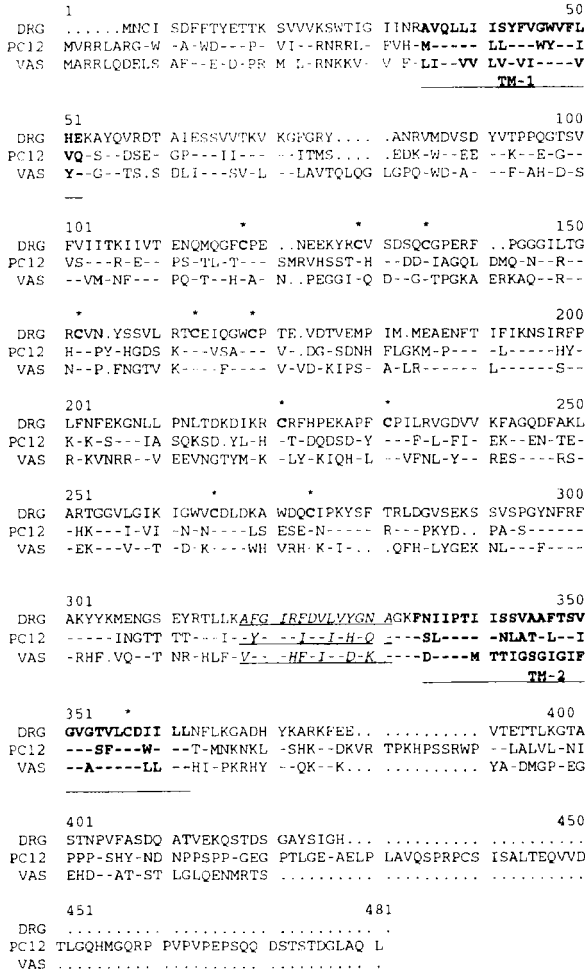 1 50
DRG ......MNCI SDFFTYETTK SVVVKSWTIG IINRAVQLLI ISYFVGWVFL
PC12 MVRRLARG-W -A-WD---P- VI--RNRRL- FVH-M----- LL---WY--I
VAS MARRLQDELS AF--E-D-PR M-L-RNKKV- V-F-LI--VV LV-VI----V
TM-1
51 100
DRG HEKAYQVRDT AIESSVVTKV KGFGRY.... .ANRVMDVSD YVTPPQGTSV
PC12 VQ-S--DSE- GP---II--- --ITMS.... .EDK-W--EE --K--E-G--
VAS Y--G--TS.S DLI---SV-L --LAVTQLQG LGPQ-WD-A- -F-AH-D-S
101 150
* * *
DRG FVIITKIIVT ENQMQGFCPE ..NEEKYRCV SDSQCGPERF ..PGGGILTG
PC12 VS---R-E-- PS-TL-T--- SMRVHSST-H --DD-IAGQL DMQ-N--R--
VAS --VM-NF--- PQ-T--H-A- N..PEGGI-Q D--G-TPGKA ERKAQ--R--
* * *
200
DRG RCVN.YSSVL RTCEIQGWCP TE.VDTVEMP IM.MEAENFT IFIKNSIRFP
PC12 H--PY-HGDS K---VSA--- V--.DG-SDNH FLGKM-P--- -L-----HY-
VAS N--P.FNGTV K----F---- V-VD-KIPS- A-LR------ -L-----S--
201 250
* *
DRG LFNFEKGNLL PNLTDKDIKR CRFHPEKAPF CPILRVGDVV KFAGQDFAKL
PC12 K-K-S---IA SQKSD.YL-H -T-DQDSD-Y ---F-L-FI- EK--EN-TE-
VAS R-KVNRR--V EEVNGTYM-K -LY-KIQH-L --VFNL-Y-- RES---RS--
251 300
* *
DRG ARTGGVLGIK IGWVCDLDKA WDQCIPKYSF TRLDGVSEKS SVSPGYNFRF
PC12 -HK---I-VI N-N----LS ESE-N----- R---PKYD.. P-A-S-----
VAS -EK---V--T -D-K----WH VRH-K-I--. ..QFH-LYGEK NL---F----
301 350
DRG AKYYKMENGS EYRTLLKAFG IRFDVLVYGN AGKFNIIPTI ISSVAAFTSV
PC12 -----INGTT TTT---I-Y- --I--I-H-Q ----SL----- -NLAT-L--I
VAS -RHF.VQ--T NR-HLF-V-- -HF-I--D-K ----D----M TTIGSGIGIF
TM-2
351 400
*
DRG GVGTVLCDII LLNFLKGADH YKARKFEE.. .......... VTETTLKGTA
PC12 ---SF---W- --T-MNKNKL -SHK--DKVR TPKHPSSRWP --LALVL-NI
VAS --A-----LL ---HI-PKRHY --QK--K... .......... YA-DMGP-EG
401 450
DRG STNPVFASDQ ATVEKQSTDS GAYSIGH... .......... ..........
PC12 PPP-SHY-ND NPPSPP-GEG PTLGE-AELP LAVQSPRPCS ISALTEQVVD
VAS EHD--AT-ST LGLQENMRTS .......... .......... ..........
451 481
DRG .......... .......... .......... .
PC12 TLGQHMGQRP PVPVPEPSQQ DSTSTDGLAQ L
VAS .......... .......... .......... .